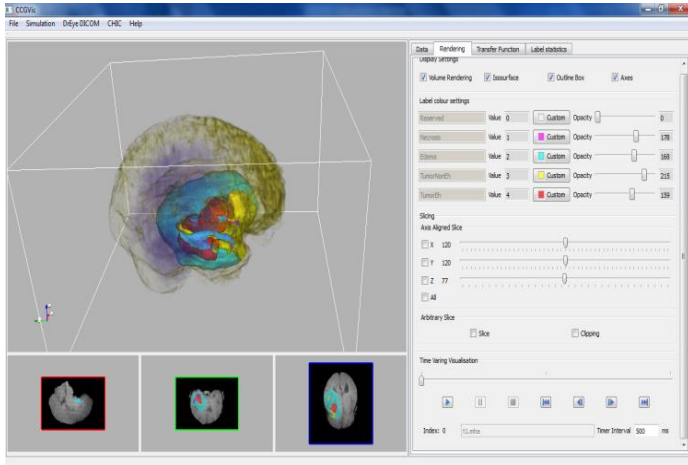 CCGVis
File Simulation DrEye DICOM CHIC Help
Data Rendering Transfer Function Label statistics
Display Settings
Volume Rendering Isosurface Outline Box Axes
Label colour settings
Reserved Value 0 Custom Opacity 0
Necrosis Value 1 Custom Opacity 178
Edema Value 2 Custom Opacity 168
TumorNonEh Value 3 Custom Opacity 215
TumorEh Value 4 Custom Opacity 159
Slicing
Axis Aligned Slice
X 120
Y 120
Z 77
All
Arbitrary Slice
Slice Clipping
Time Varing Visualisation
Index: 0 Timer Interval 500 ms